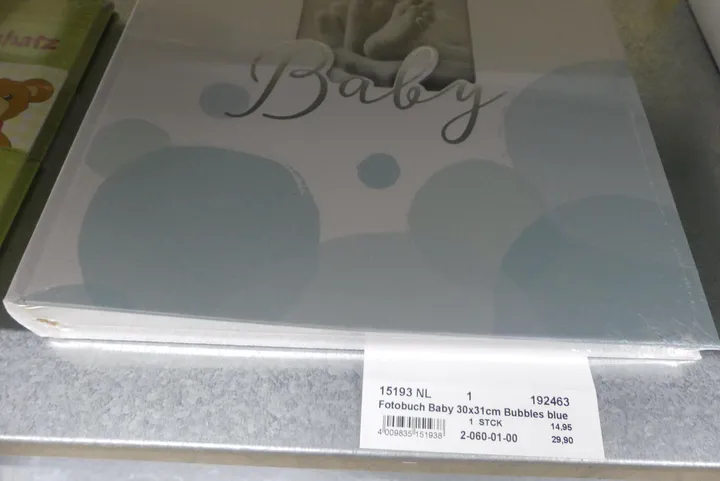 hatz
Baby
15193 NL 1 192463
Fotobuch Baby 30x31cm Bubbles blue
1 STCK 14,95
4 009835 151938 2-060-01-00 29,90